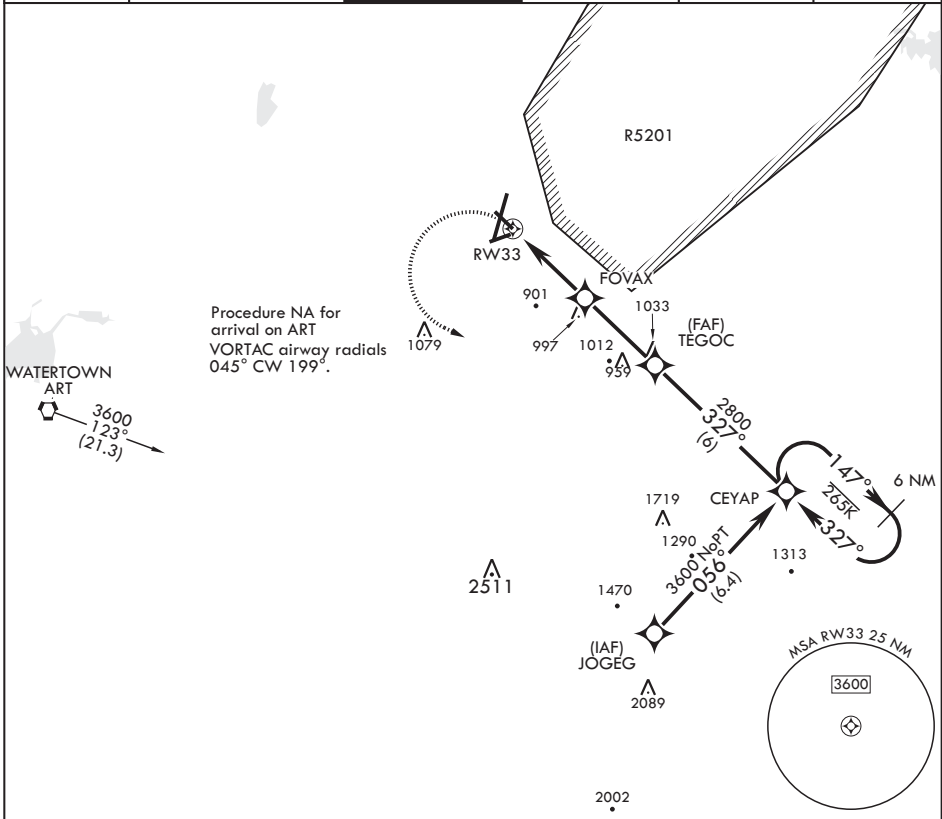 R5201
RW33
FOVAX
901
1033
(FAF)
TEGOC
Procedure NA for
arrival on ART
VORTAC airway radials
045° CW 199°.
1079
997
1012
959
WATERTOWN
ART
3600
123°
(21.3)
2800
327°
(6)
CEYAP
147°
265K
327°
6 NM
1719
1290
3600 NoPT
056°
(6.4)
1313
2511
1470
(IAF)
JOGEG
2089
2002
MSA RW33 25 NM
3600